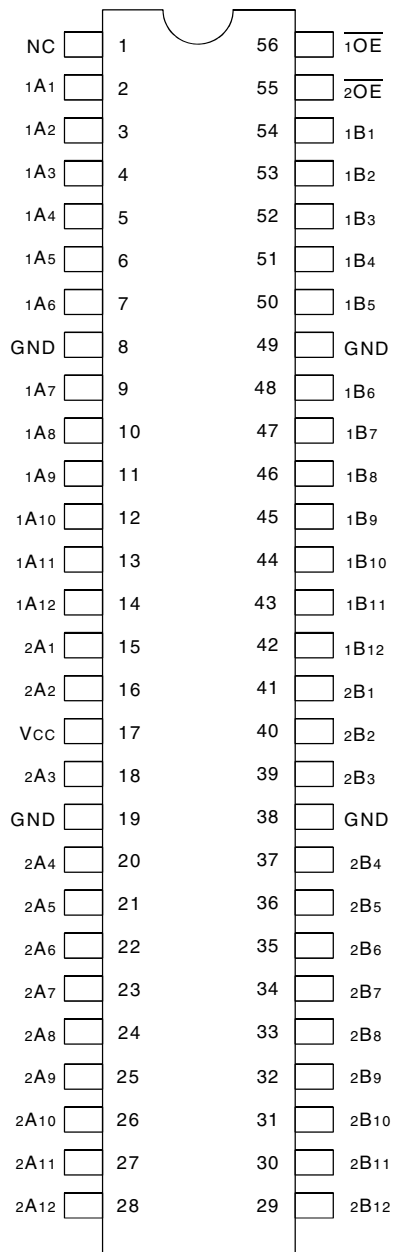 NC 1 56 1OE
1A1 2 55 2OE
1A2 3 54 1B1
1A3 4 53 1B2
1A4 5 52 1B3
1A5 6 51 1B4
1A6 7 50 1B5
GND 8 49 GND
1A7 9 48 1B6
1A8 10 47 1B7
1A9 11 46 1B8
1A10 12 45 1B9
1A11 13 44 1B10
1A12 14 43 1B11
2A1 15 42 1B12
2A2 16 41 2B1
VCC 17 40 2B2
2A3 18 39 2B3
GND 19 38 GND
2A4 20 37 2B4
2A5 21 36 2B5
2A6 22 35 2B6
2A7 23 34 2B7
2A8 24 33 2B8
2A9 25 32 2B9
2A10 26 31 2B10
2A11 27 30 2B11
2A12 28 29 2B12